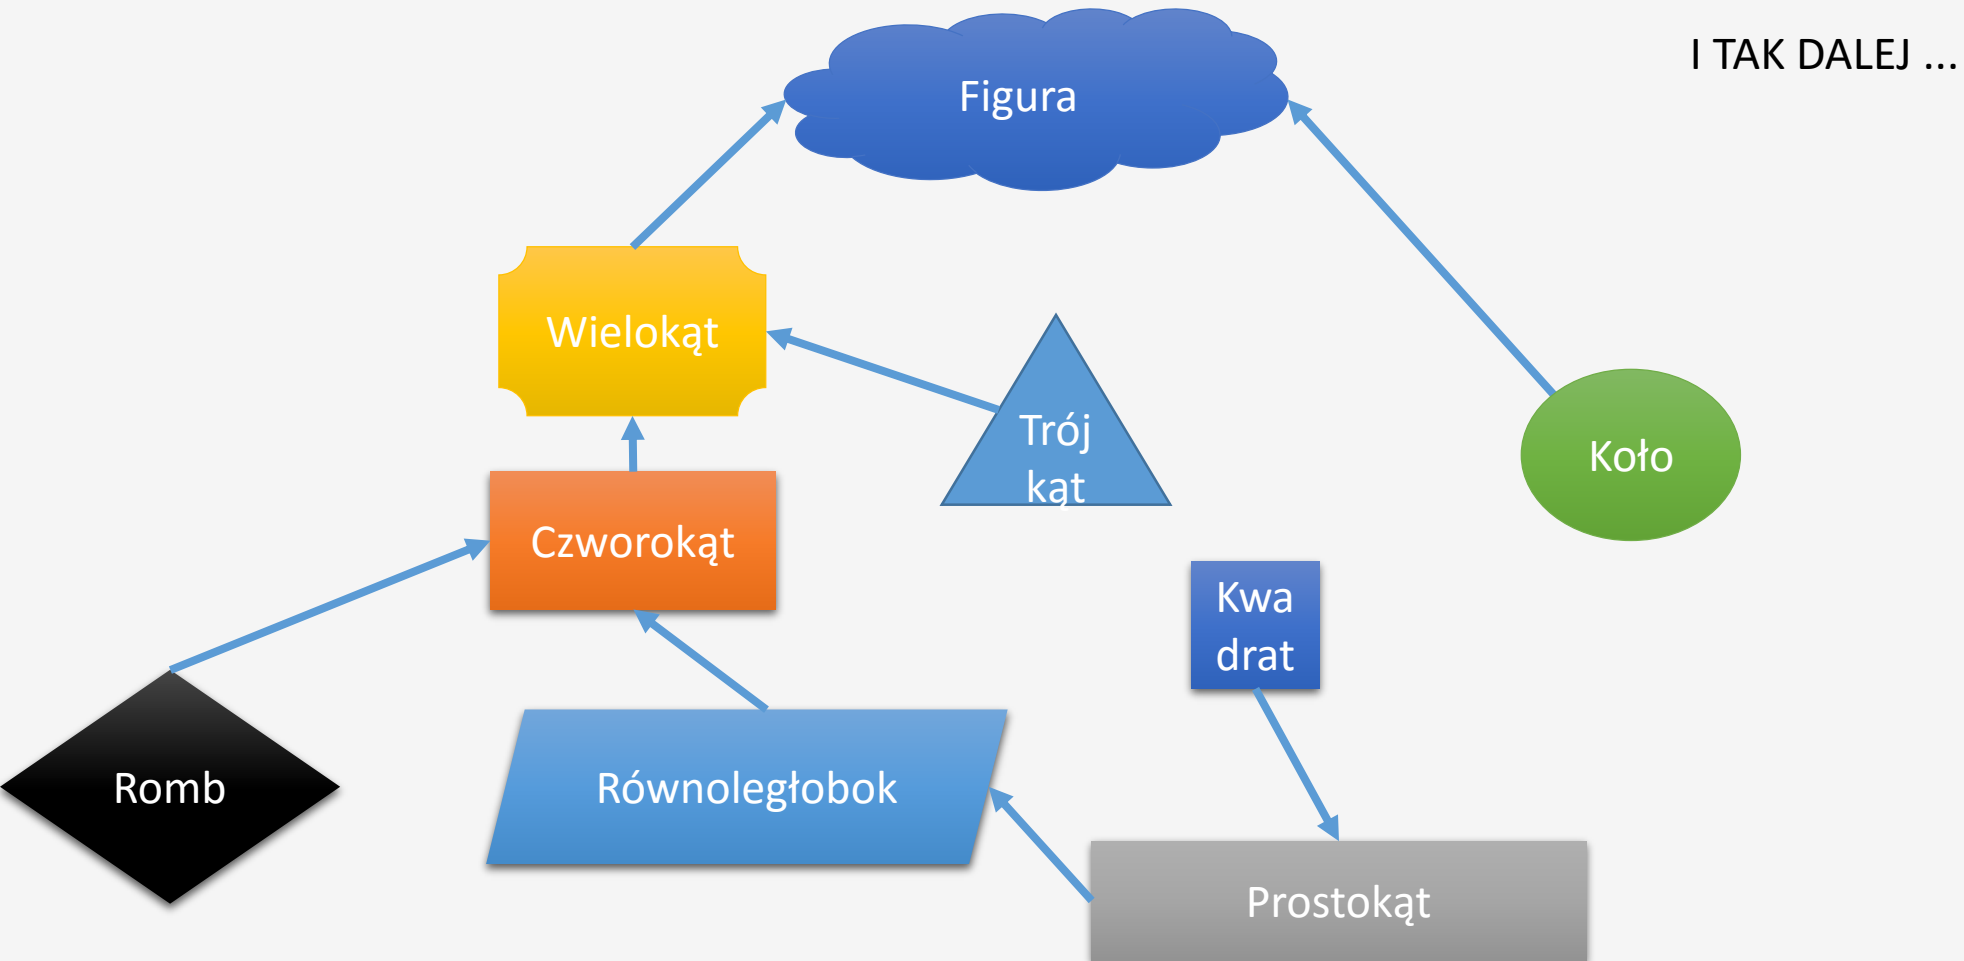 I TAK DALEJ ...
Figura
Wielokąt
Trój
kąt
Koło
Czworokąt
Kwa
drat
Romb
Równoległobok
Prostokąt